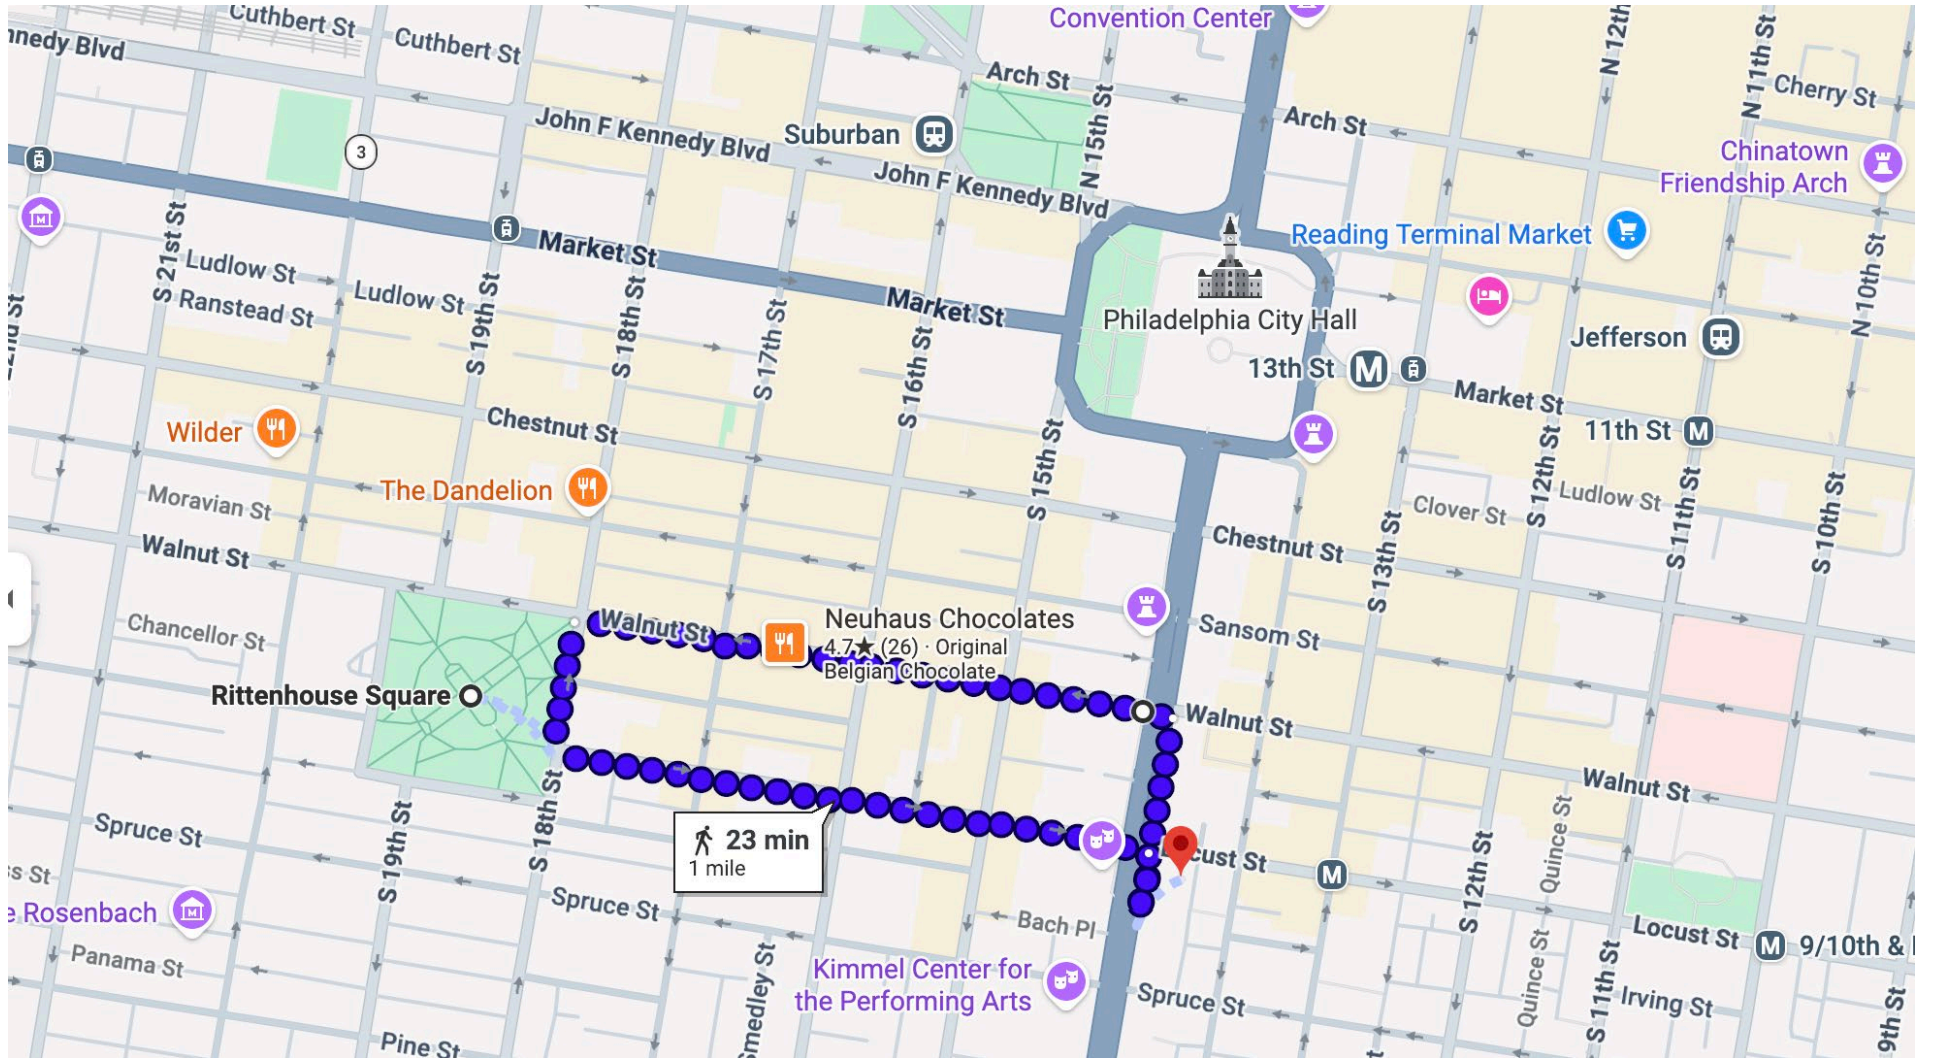 Cuthbert St
Cuthbert St
Convention Center
N 12th
N 11th St
nnedy Blvd
Arch St
Cherry St
John F Kennedy Blvd
Suburban
N 15th St
Arch St
3
Chinatown
Friendship Arch
John F Kennedy Blvd
Reading Terminal Market
S 21st St
Market St
Ludlow St
Ludlow St
Ranstead St
S 19th St
S 18th St
S 17th St
Market St
S 16th St
Philadelphia City Hall
N 10th St
Jefferson
13th St
M
Market St
11th St
M
Wilder
Chestnut St
S 15th St
The Dandelion
Moravian St
S 12th St
Ludlow St
Clover St
S 11th St
S 10th St
S 13th St
Walnut St
Chestnut St
Chancellor St
Walnut St
Neuhaus Chocolates
4.7★ (26) · Original
Belgian Chocolate
Sansom St
Rittenhouse Square
Walnut St
Walnut St
S 18th St
23 min
1 mile
Spruce St
S 19th St
cust St
M
S 12th St
Quince St
ss St
e Rosenbach
Spruce St
Bach Pl
Locust St
M
9/10th &
Panama St
Smedley St
Kimmel Center for
the Performing Arts
Spruce St
Quince St
S 11th St
Irving St
9th St
Pine St